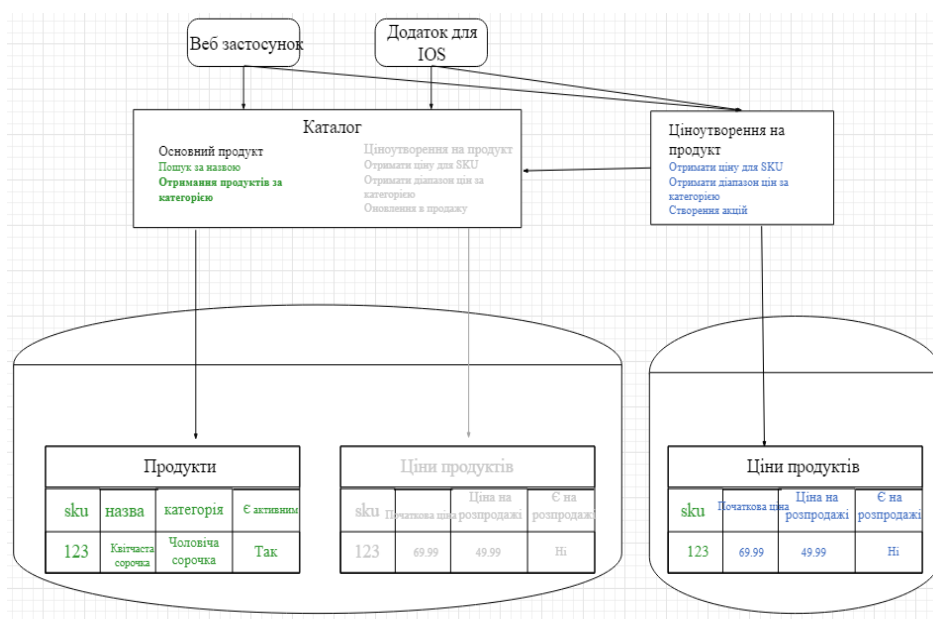 Веб застосунок
Додаток для
IOS
Каталог
Основний продукт
Пошук за назвою
Отримання продуктів за
категорією
Ціноутворення на продукт
Отримати ціну для SKU
Отримати діапазон цін за
категорією
Оновлення в продажу
Ціноутворення на
продукт
Отримати ціну для SKU
Отримати діапазон цін за
категорією
Створення акцій
Продукти
sku назва категорія Є активним
123 Квітчаста сорочка Чоловіча сорочка Так
Ціни продуктів
sku Початкова ціна Ціна на розпродажі Є на розпродажі
123 69.99 49.99 Ні
Ціни продуктів
sku Початкова ціна Ціна на розпродажі Є на розпродажі
123 69.99 49.99 Ні